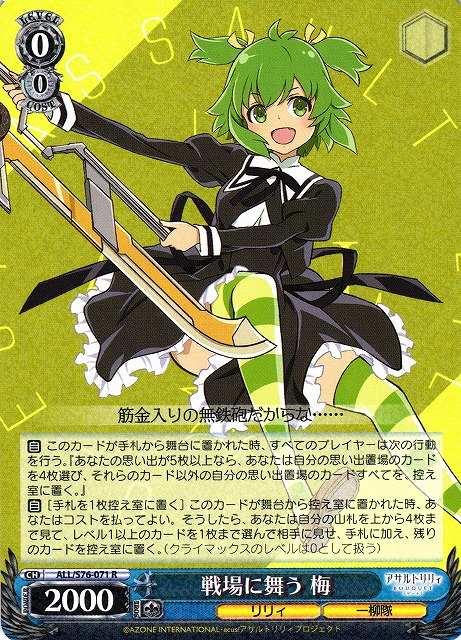 LEVEL
0
0
COST
ASSAULT
筋金入りの無鉄砲だからな……
自 このカードが手札から舞台に置かれた時、すべてのプレイヤーは次の行動
を行う。『あなたの思い出が5枚以上なら、あなたは自分の思い出置場のカード
を4枚選び、それらのカード以外の自分の思い出置場のカードすべてを、控え
室に置く。』
自 [手札を1枚控え室に置く] このカードが舞台から控え室に置かれた時、あ
なたはコストを払ってよい。そうしたら、あなたは自分の山札を上から4枚ま
で見て、レベル1以上のカードを1枚まで選んで相手に見せ、手札に加え、残り
のカードを控え室に置く。（クライマックスのレベルは0として扱う）
CH ALL/S76-071 R
POWER
2000
SOUL
戦場に舞う 梅
アサルトリリィ
BOUQUET
リリィ
一柳隊
©AZONE INTERNATIONAL・acus/アサルトリリィプロジェクト